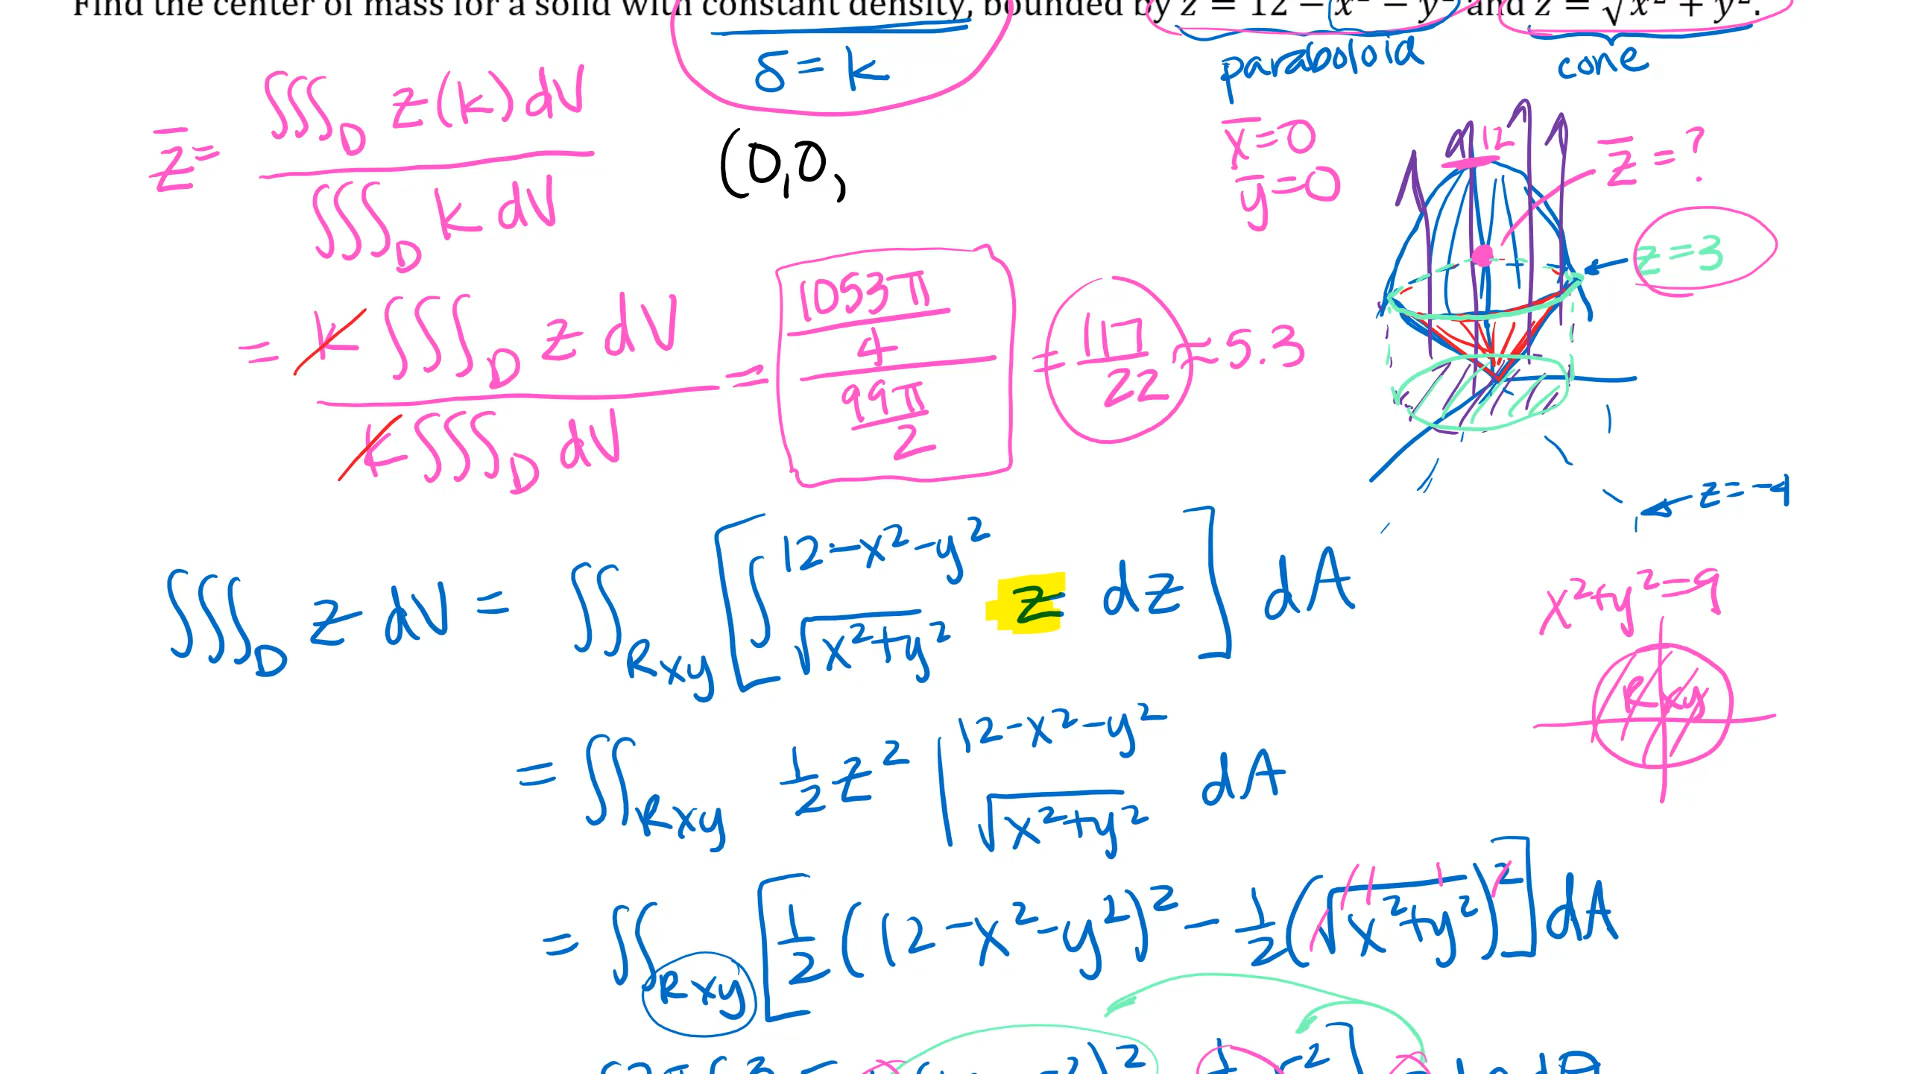 Find the center of mass for a solid with constant density, bounded by z = 12 − x² − y² and z = √x² + y².
δ = k
paraboloid
cone
z̄ = ∭_D z(k) dV / ∭_D k dV
(0,0,
x̄=0
ȳ=0
12
z̄ = ?
z=3
= k∭_D z dV / k∭_D dV = (1053π/4) / (99π/2) = 117/22 ≈ 5.3
z=-4
∭_D z dV = ∬_Rxy [∫_√x²+y²^12-x²-y² z dz] dA
x²+y²=9
Rxy
= ∬_Rxy ½z² |_√x²+y²^12-x²-y² dA
= ∬_Rxy [½(12-x²-y²)² - ½(√x²+y²)²] dA